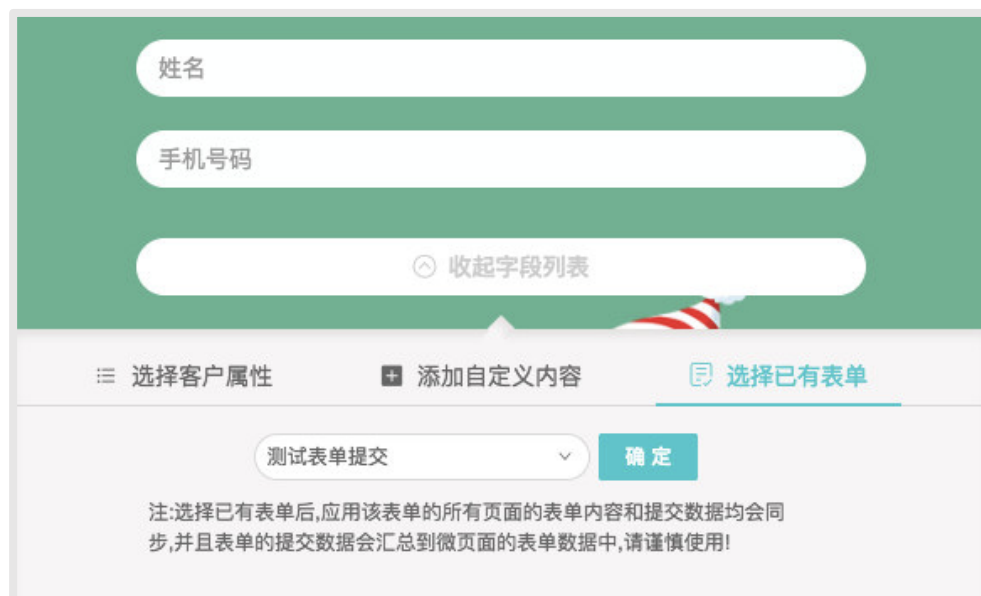 姓名
手机号码
收起字段列表
选择客户属性
添加自定义内容
选择已有表单
测试表单提交
确 定
注:选择已有表单后,应用该表单的所有页面的表单内容和提交数据均会同
步,并且表单的提交数据会汇总到微页面的表单数据中,请谨慎使用!